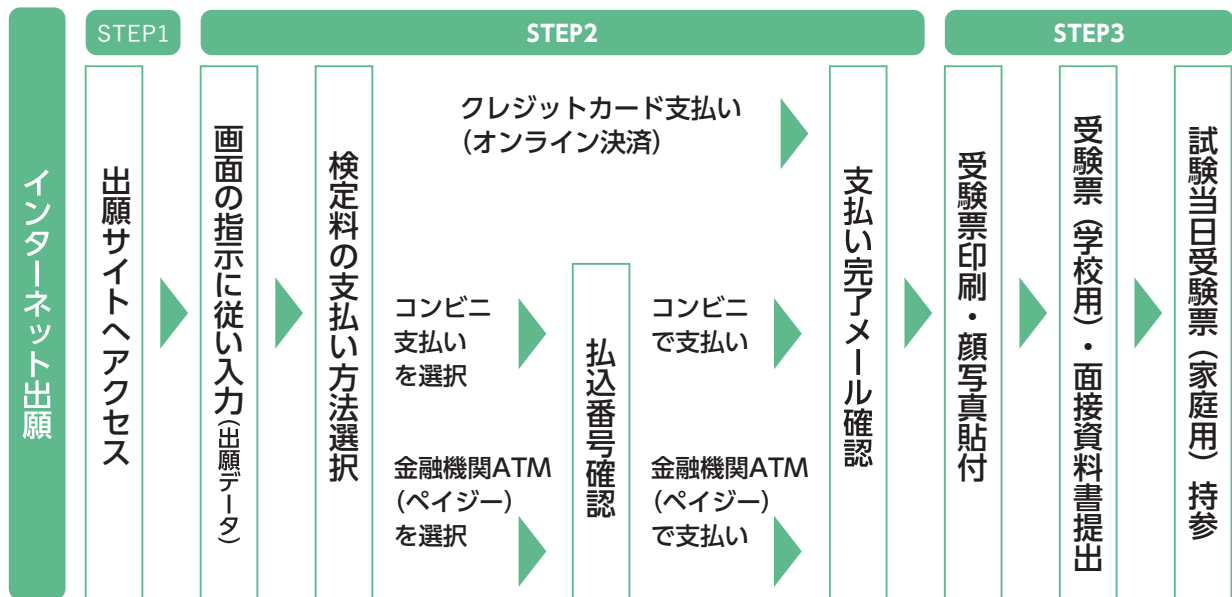 STEP1
STEP2
STEP3
インターネット出願
出願サイトへアクセス
画面の指示に従い入力(出願データ)
検定料の支払い方法選択
クレジットカード支払い
(オンライン決済)
コンビニ
支払い
を選択
金融機関ATM
(ペイジー)
を選択
払込番号確認
コンビニ
で支払い
金融機関ATM
(ペイジー)
で支払い
支払い完了メール確認
受験票印刷・顔写真貼付
受験票(学校用)・面接資料書提出
試験当日受験票(家庭用)持参